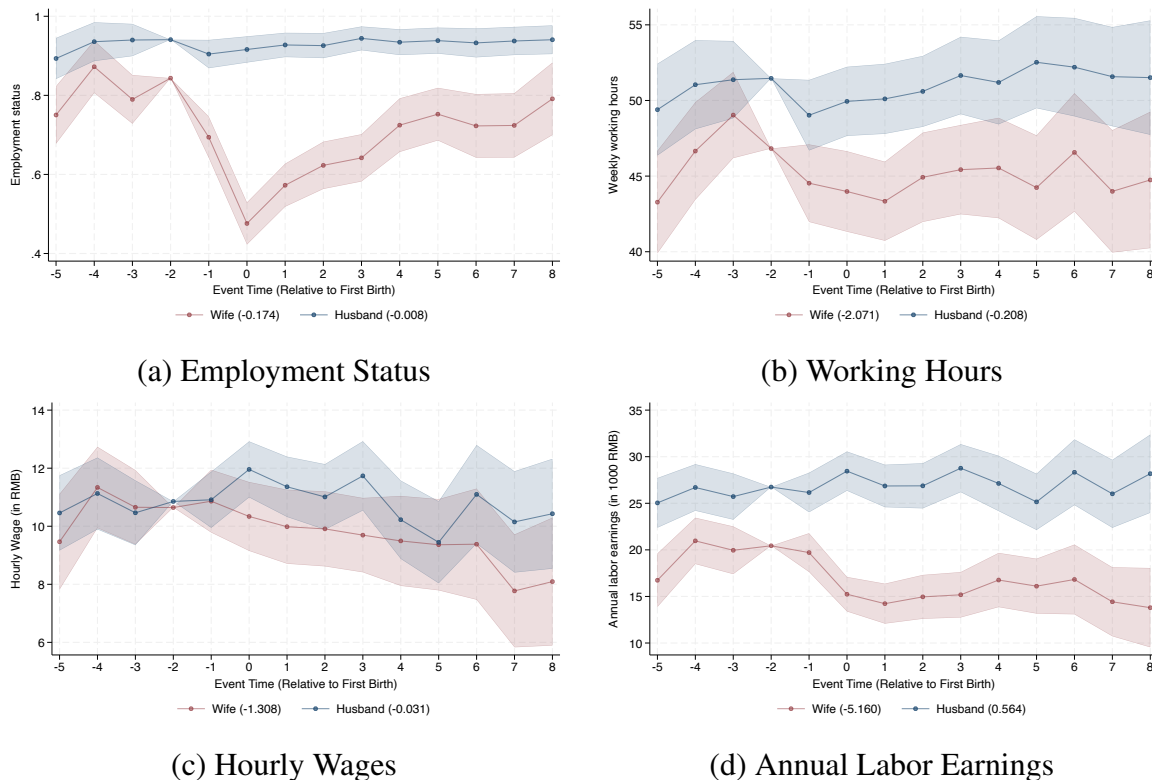 1
.8
.6
.4
Employment status
-5 -4 -3 -2 -1 0 1 2 3 4 5 6 7 8
Event Time (Relative to First Birth)
Wife (-0.174) Husband (-0.008)
(a) Employment Status
55
50
45
40
Weekly working hours
-5 -4 -3 -2 -1 0 1 2 3 4 5 6 7 8
Event Time (Relative to First Birth)
Wife (-2.071) Husband (-0.208)
(b) Working Hours
14
12
10
8
6
Hourly Wage (in RMB)
-5 -4 -3 -2 -1 0 1 2 3 4 5 6 7 8
Event Time (Relative to First Birth)
Wife (-1.308) Husband (-0.031)
(c) Hourly Wages
35
30
25
20
15
10
Annual labor earnings (in 1000 RMB)
-5 -4 -3 -2 -1 0 1 2 3 4 5 6 7 8
Event Time (Relative to First Birth)
Wife (-5.160) Husband (0.564)
(d) Annual Labor Earnings